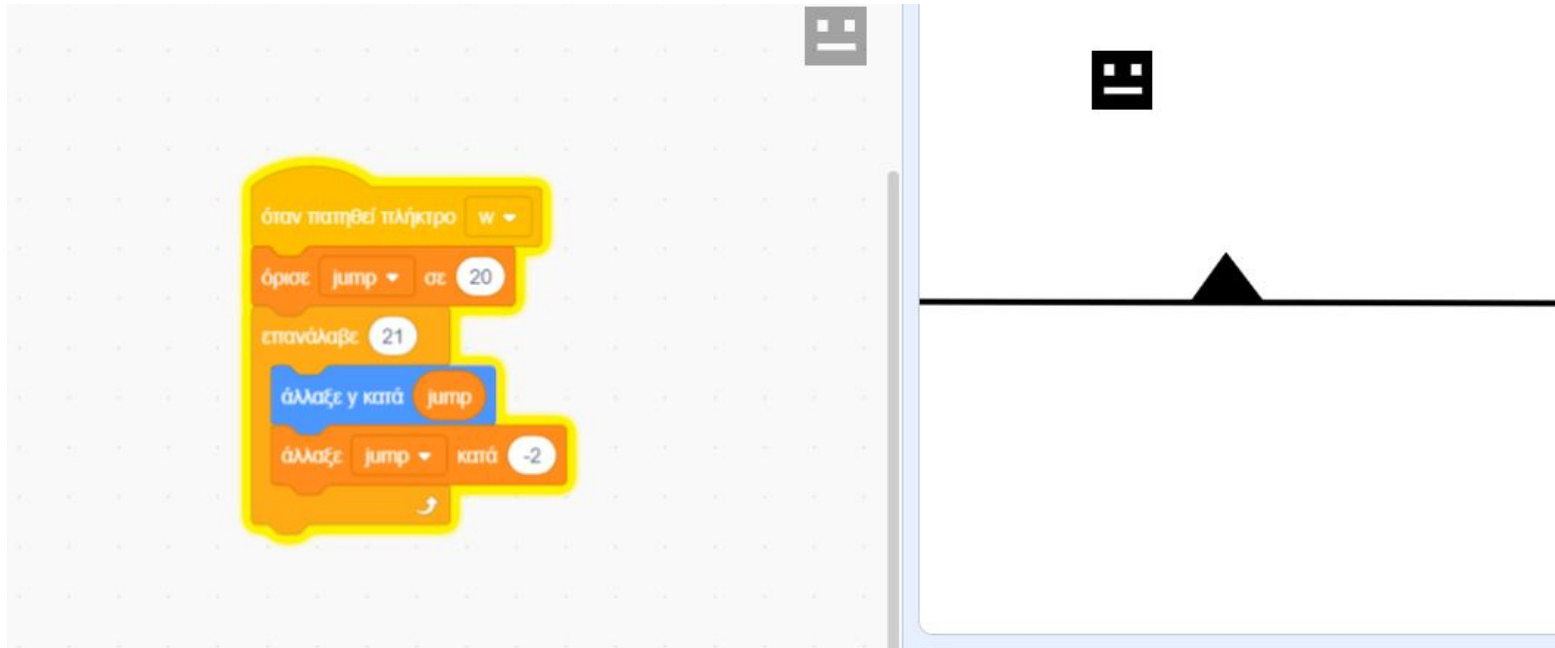 όταν πατηθεί πλήκτρο w
όρισε jump σε 20
επανάλαβε 21
άλλαξε y κατά jump
άλλαξε jump κατά -2